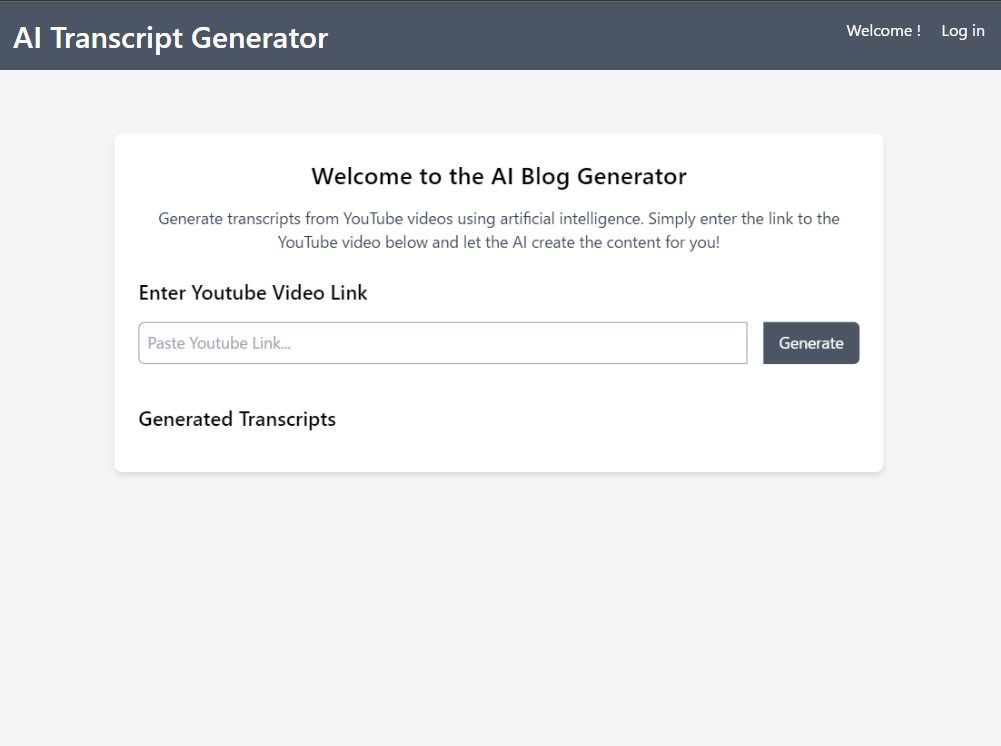 AI Transcript Generator
Welcome ! Log in
Welcome to the AI Blog Generator
Generate transcripts from YouTube videos using artificial intelligence. Simply enter the link to the
YouTube video below and let the AI create the content for you!
Enter Youtube Video Link
Paste Youtube Link...
Generate
Generated Transcripts